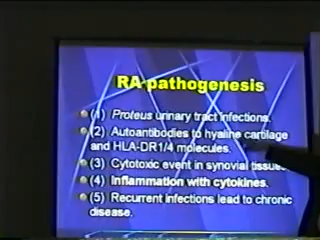 RA pathogenesis
(1) Proteus urinary tract infections.
(2) Autoantibodies to hyaline cartilage
and HLA-DR1/4 molecules.
(3) Cytotoxic event in synovial tissues.
(4) Inflammation with cytokines.
(5) Recurrent infections lead to chronic
disease.